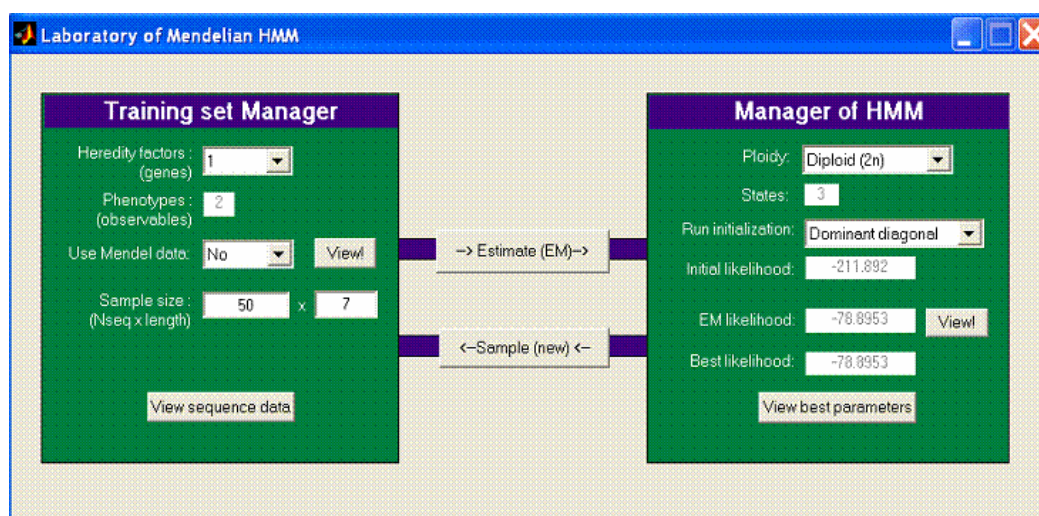 Laboratory of Mendelian HMM
Training set Manager
Heredity factors :
(genes)
1
Phenotypes :
(observables)
2
Use Mendel data:
No
View!
Sample size :
(Nseq x length)
50
x
7
View sequence data
--> Estimate (EM)-->
<--Sample (new) <--
Manager of HMM
Ploidy:
Diploid (2n)
States:
3
Run initialization:
Dominant diagonal
Initial likelihood:
-211.892
EM likelihood:
-78.8953
View!
Best likelihood:
-78.8953
View best parameters